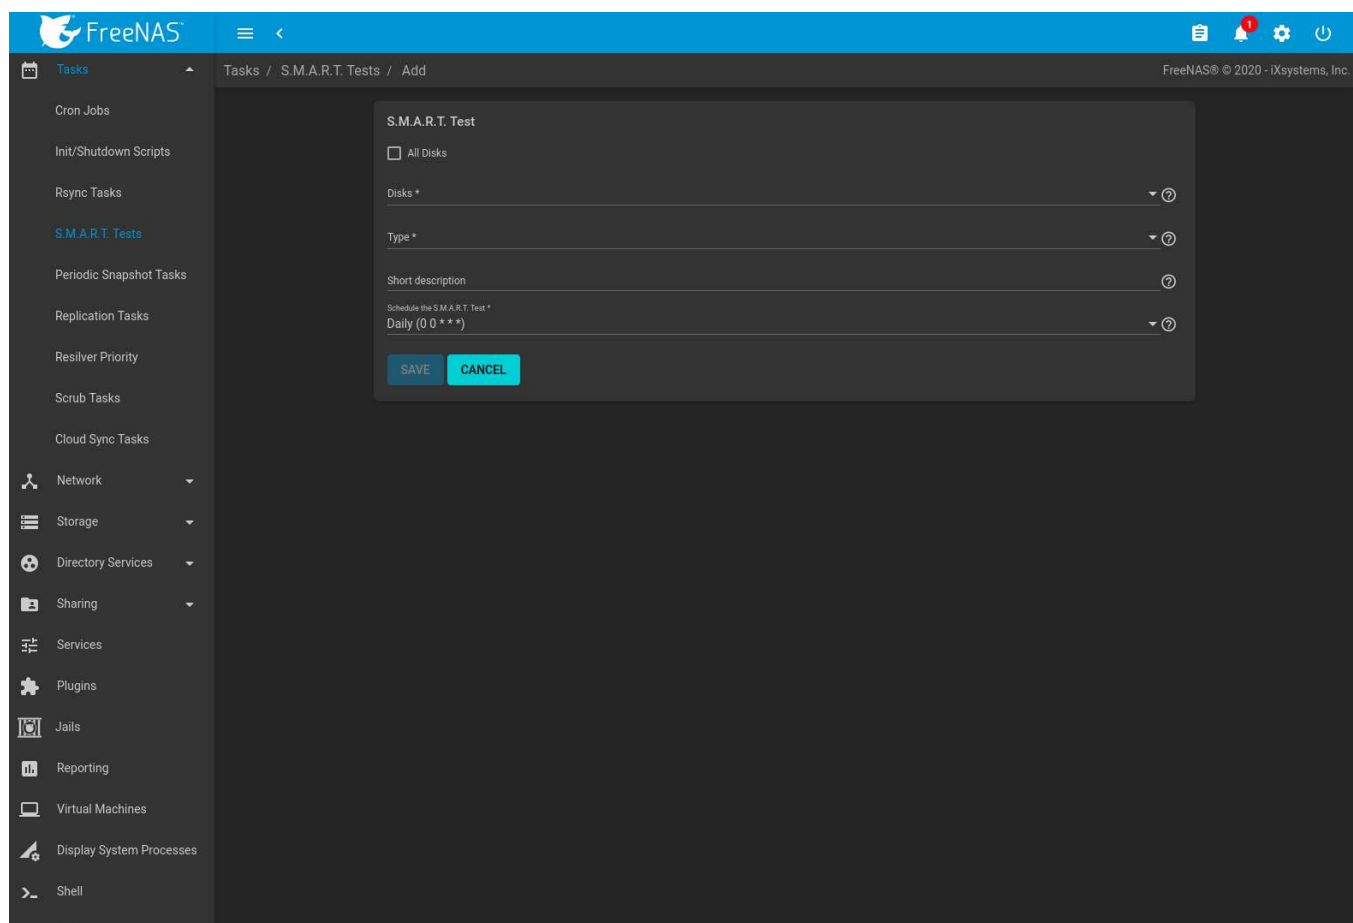 FreeNAS™
1
Tasks
Tasks / S.M.A.R.T. Tests / Add
FreeNAS® © 2020 - iXsystems, Inc.
Cron Jobs
Init/Shutdown Scripts
Rsync Tasks
S.M.A.R.T. Tests
Periodic Snapshot Tasks
Replication Tasks
Resilver Priority
Scrub Tasks
Cloud Sync Tasks
Network
Storage
Directory Services
Sharing
Services
Plugins
Jails
Reporting
Virtual Machines
Display System Processes
Shell
S.M.A.R.T. Test
All Disks
Disks *
Type *
Short description
Schedule the S.M.A.R.T. Test *
Daily (0 0 * * *)
SAVE CANCEL